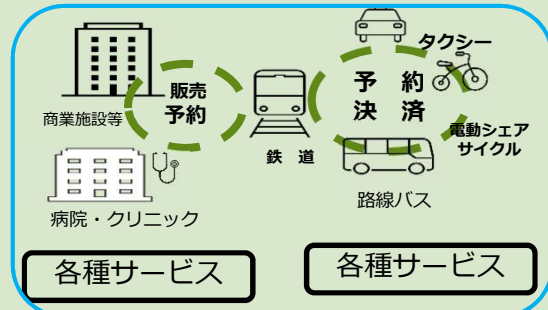 タクシー
商業施設等
販売
予約
鉄 道
予 約
決 済
電動シェア
サイクル
路線バス
病院・クリニック
各種サービス
各種サービス